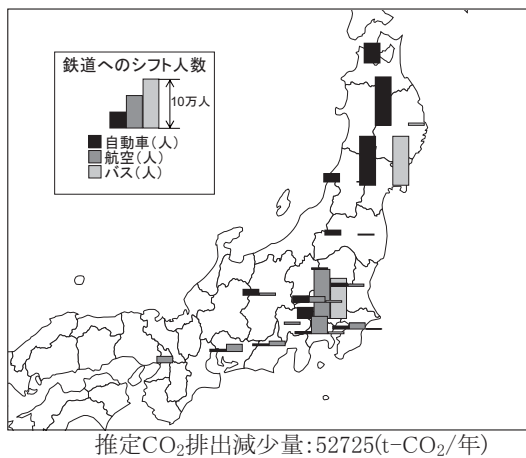 鉄道へのシフト人数
10万人
自動車(人)
航空(人)
バス(人)
推定CO₂排出減少量:52725(t-CO₂/年)